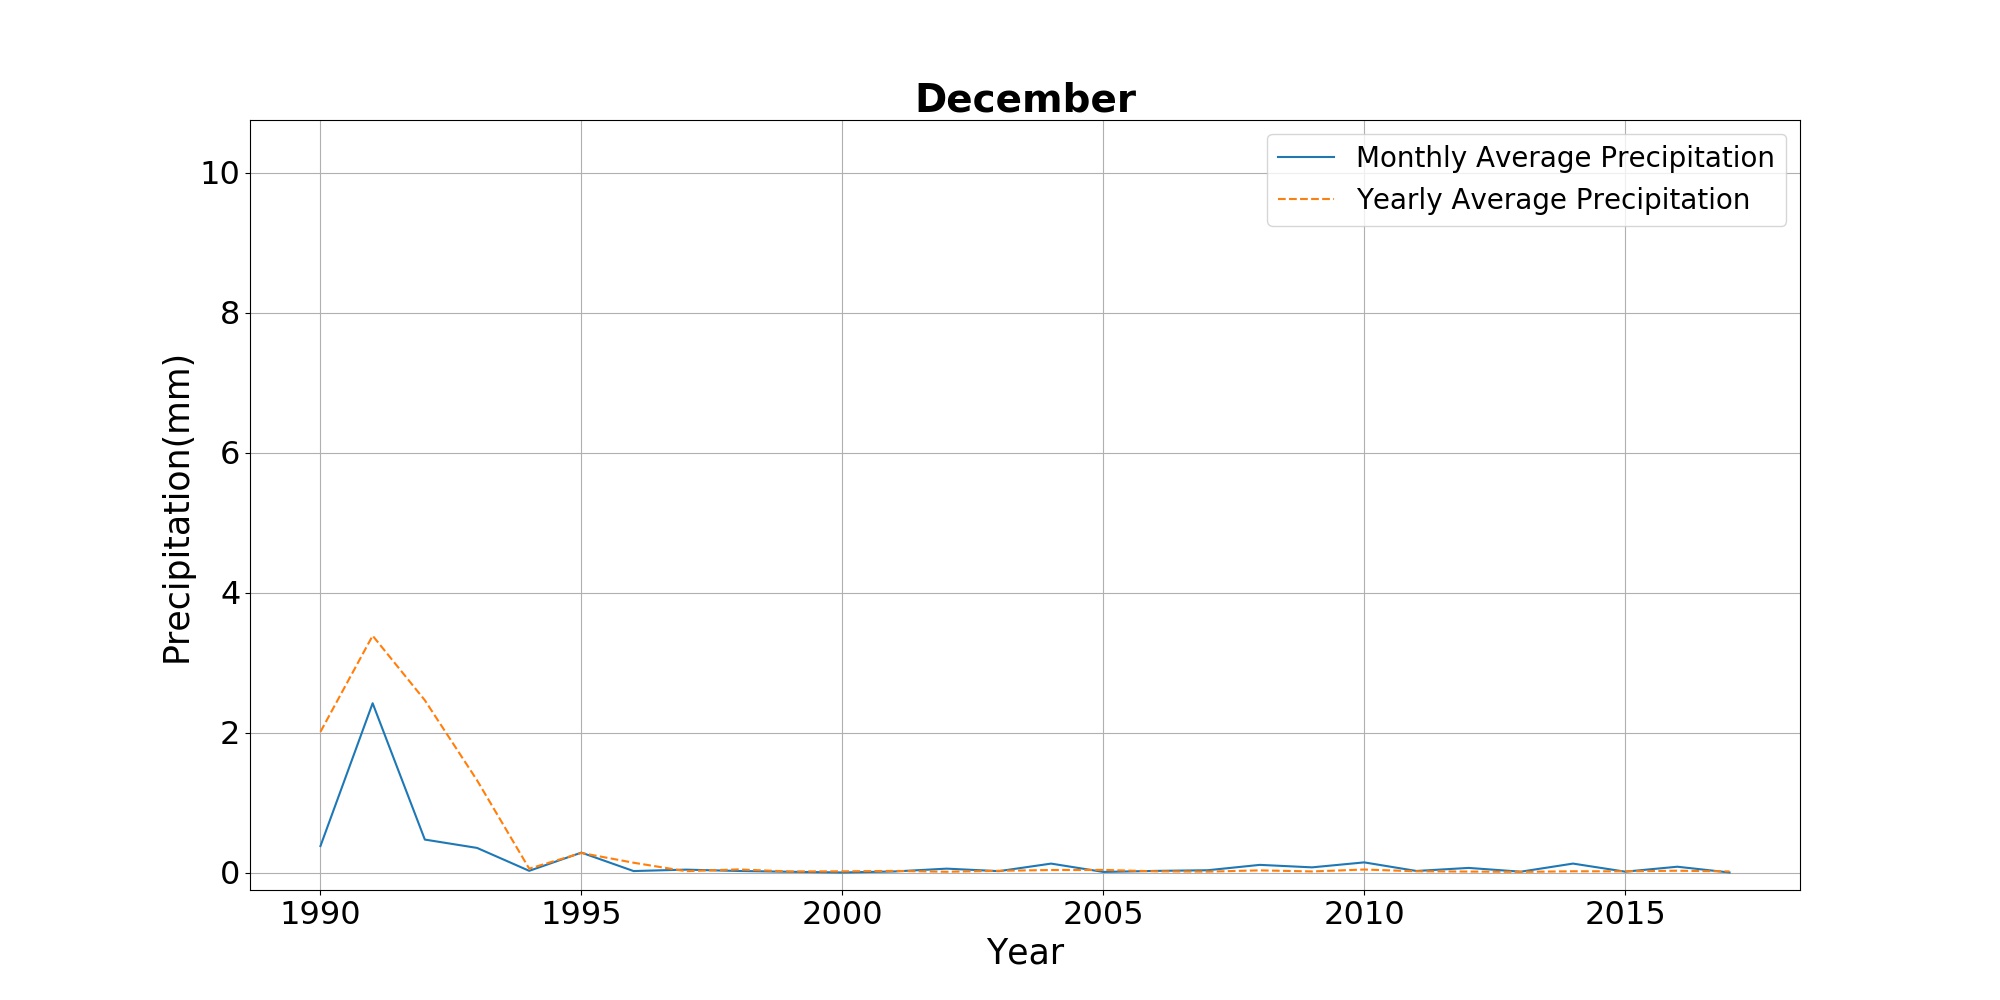 December
Monthly Average Precipitation
Yearly Average Precipitation
10
8
6
4
2
0
Precipitation(mm)
1990 1995 2000 2005 2010 2015
Year